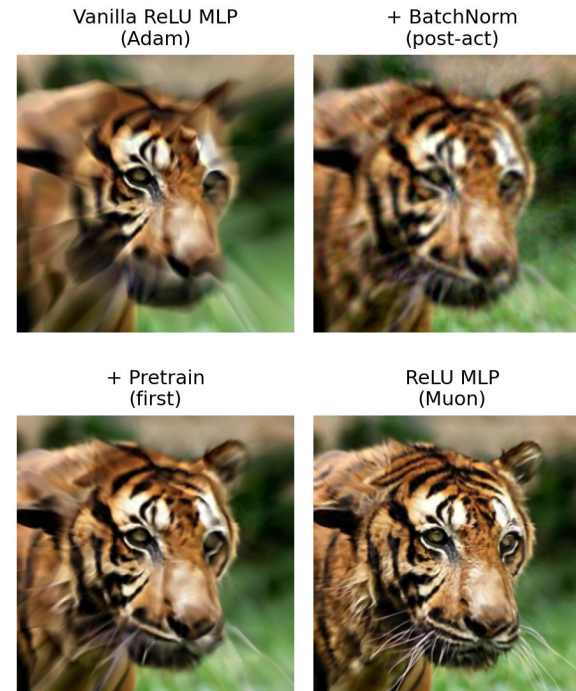 Vanilla ReLU MLP
(Adam)
+ BatchNorm
(post-act)
+ Pretrain
(first)
ReLU MLP
(Muon)